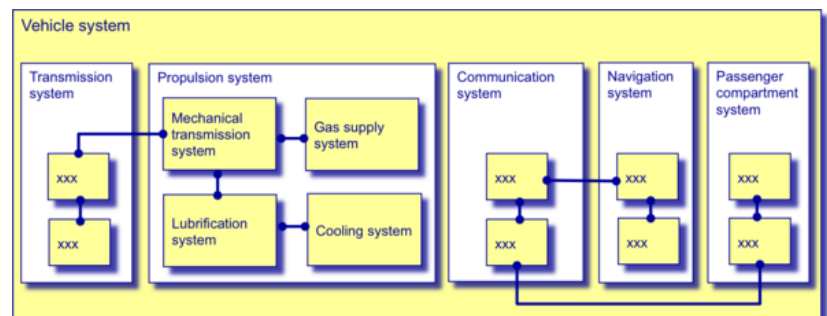 Vehicle system
Transmission
system
xxx
xxx
Propulsion system
Mechanical
transmission
system
Gas supply
system
Lubrification
system
Cooling system
Communication
system
xxx
xxx
Navigation
system
xxx
xxx
Passenger
compartment
system
xxx
xxx